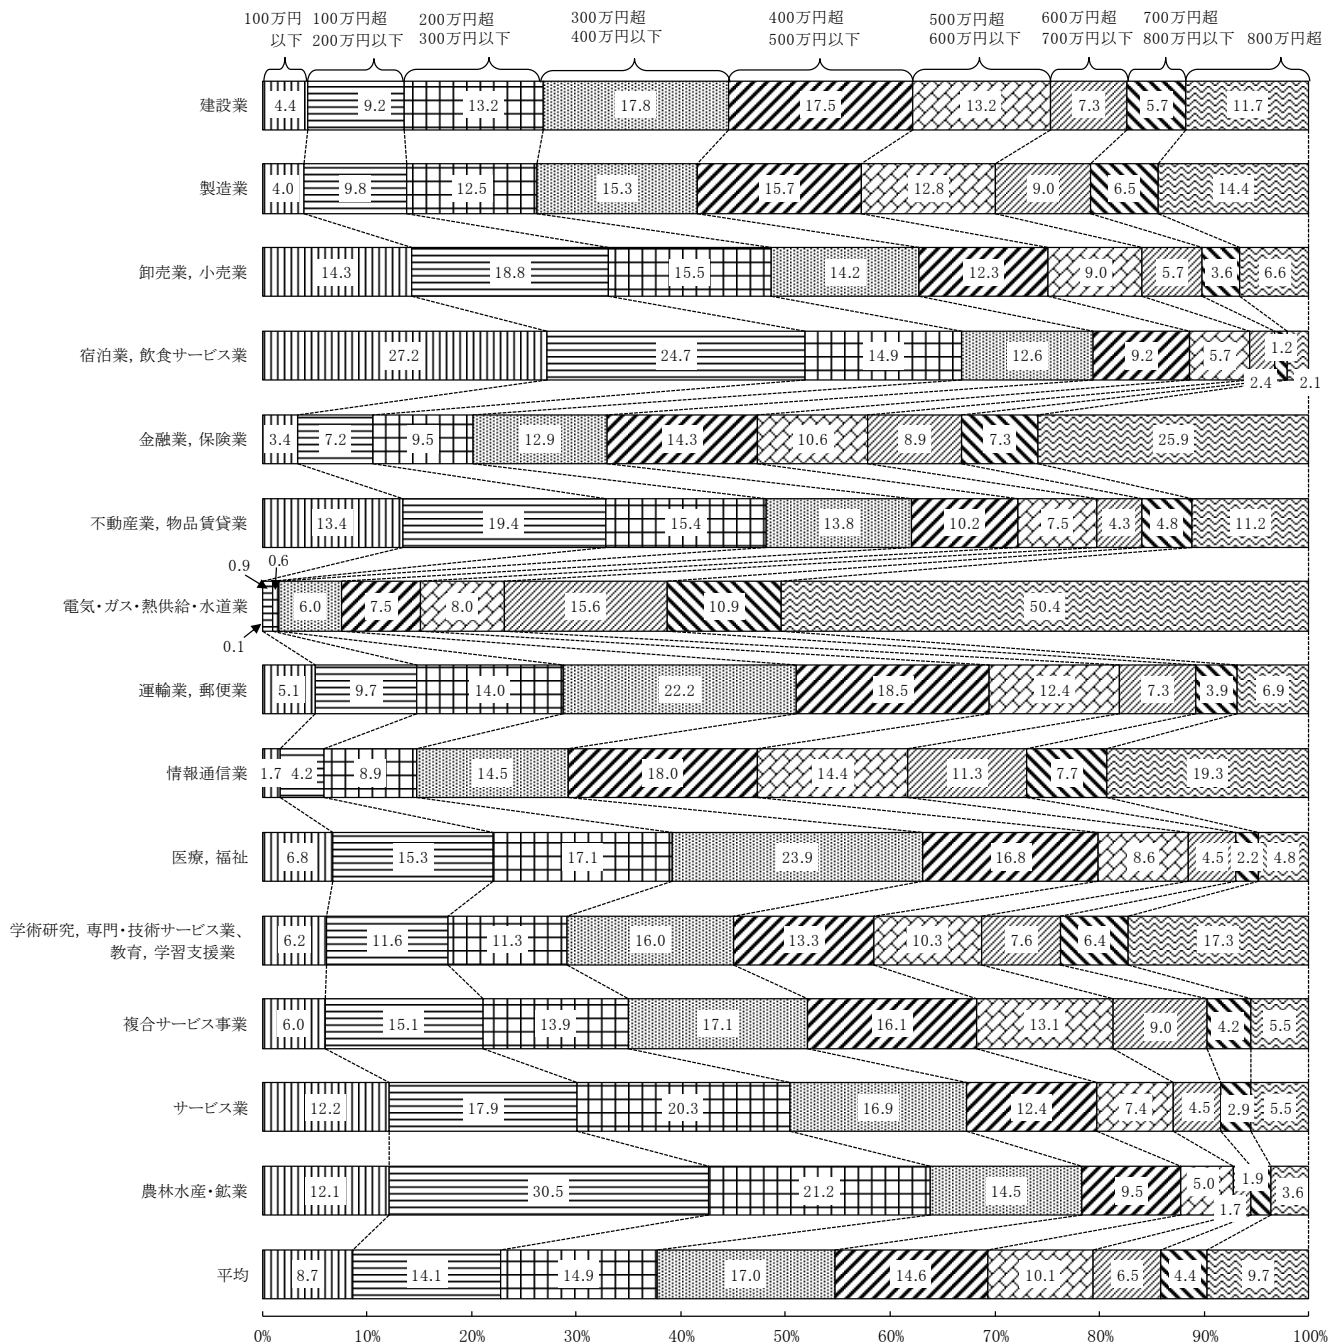 100万円
以下
100万円超
200万円以下
200万円超
300万円以下
300万円超
400万円以下
400万円超
500万円以下
500万円超
600万円以下
600万円超
700万円以下
700万円超
800万円以下
800万円超
建設業 4.4 9.2 13.2 17.8 17.5 13.2 7.3 5.7 11.7
製造業 4.0 9.8 12.5 15.3 15.7 12.8 9.0 6.5 14.4
卸売業, 小売業 14.3 18.8 15.5 14.2 12.3 9.0 5.7 3.6 6.6
宿泊業, 飲食サービス業 27.2 24.7 14.9 12.6 9.2 5.7 2.4 1.2 2.1
金融業, 保険業 3.4 7.2 9.5 12.9 14.3 10.6 8.9 7.3 25.9
不動産業, 物品賃貸業 13.4 19.4 15.4 13.8 10.2 7.5 4.3 4.8 11.2
0.9 0.6
電気・ガス・熱供給・水道業 6.0 7.5 8.0 15.6 10.9 50.4
0.1
運輸業, 郵便業 5.1 9.7 14.0 22.2 18.5 12.4 7.3 3.9 6.9
情報通信業 1.7 4.2 8.9 14.5 18.0 14.4 11.3 7.7 19.3
医療, 福祉 6.8 15.3 17.1 23.9 16.8 8.6 4.5 2.2 4.8
学術研究, 専門・技術サービス業、
教育, 学習支援業 6.2 11.6 11.3 16.0 13.3 10.3 7.6 6.4 17.3
複合サービス事業 6.0 15.1 13.9 17.1 16.1 13.1 9.0 4.2 5.5
サービス業 12.2 17.9 20.3 16.9 12.4 7.4 4.5 2.9 5.5
農林水産・鉱業 12.1 30.5 21.2 14.5 9.5 5.0 1.7 1.9 3.6
平均 8.7 14.1 14.9 17.0 14.6 10.1 6.5 4.4 9.7
0% 10% 20% 30% 40% 50% 60% 70% 80% 90% 100%